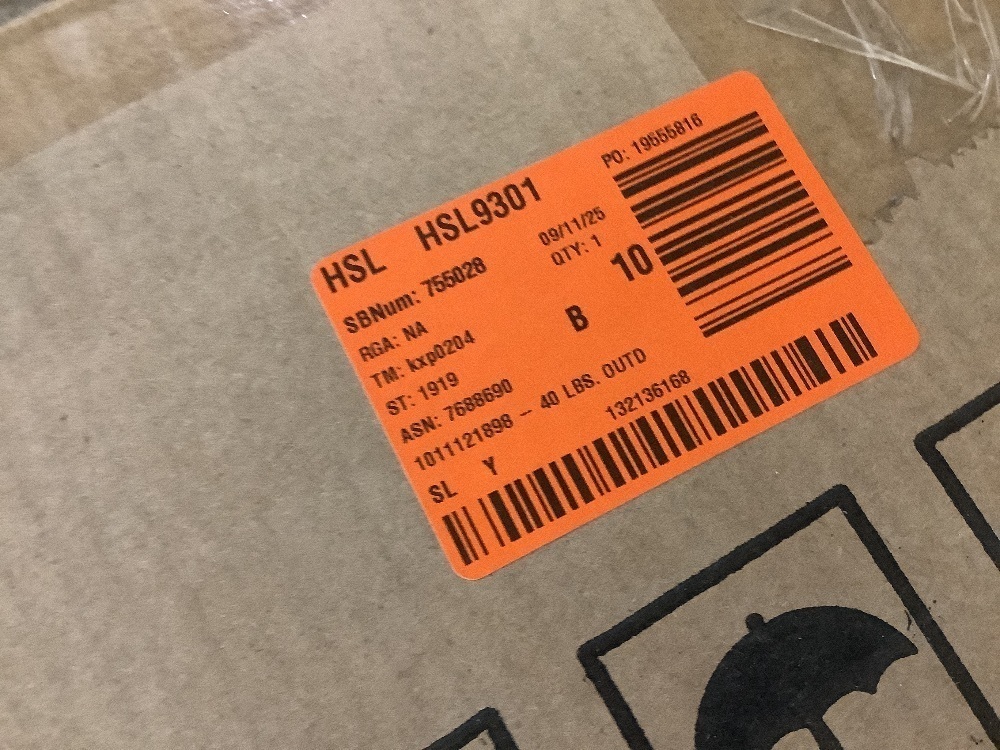 HSL HSL9301
PO: 19555816
SBNum: 755028
09/11/25
RGA: NA
QTY: 1
10
TM: kxp0204
B
ST: 1919
ASN: 7688690
1011121898 -- 40 LBS. OUTD
SL Y
132136168